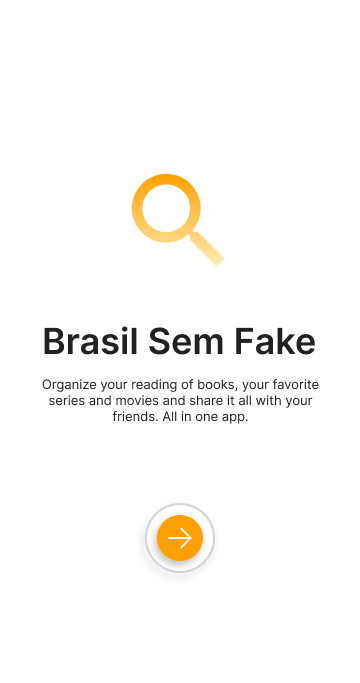 Brasil Sem Fake
Organize your reading of books, your favorite
series and movies and share it all with your
friends. All in one app.